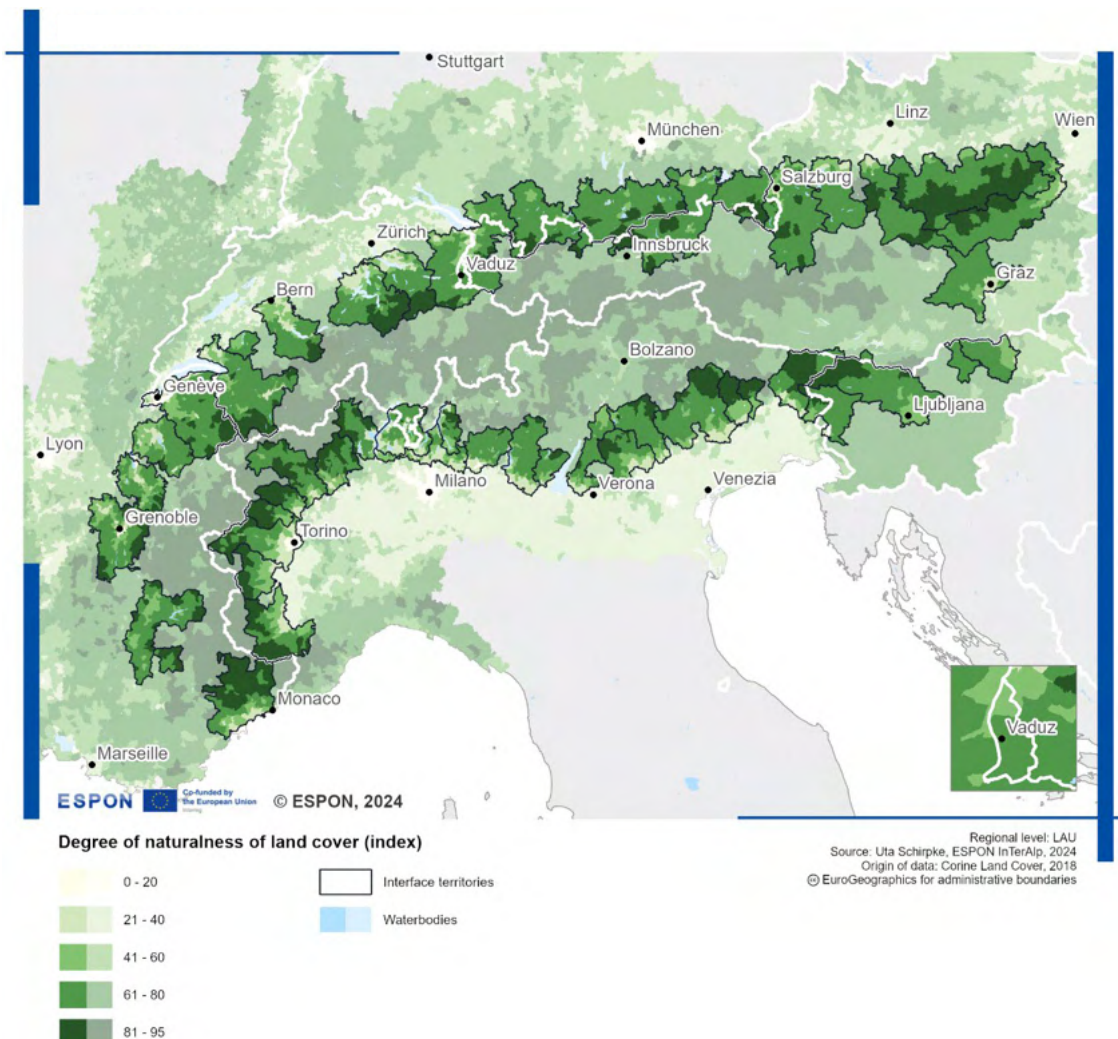 Stuttgart
Linz
Wien
München
Salzburg
Zürich
Innsbruck
Vaduz
Graz
Bern
Bolzano
Genève
Ljubljana
Lyon
Milano
Verona
Venezia
Grenoble
Torino
Monaco
Vaduz
Marseille
ESPON
Co-funded by
the European Union
Interreg
© ESPON, 2024
Degree of naturalness of land cover (index)
0 - 20
21 - 40
41 - 60
61 - 80
81 - 95
Interface territories
Waterbodies
Regional level: LAU
Source: Uta Schirpke, ESPON InTerAlp, 2024
Origin of data: Corine Land Cover, 2018
EuroGeographics for administrative boundaries